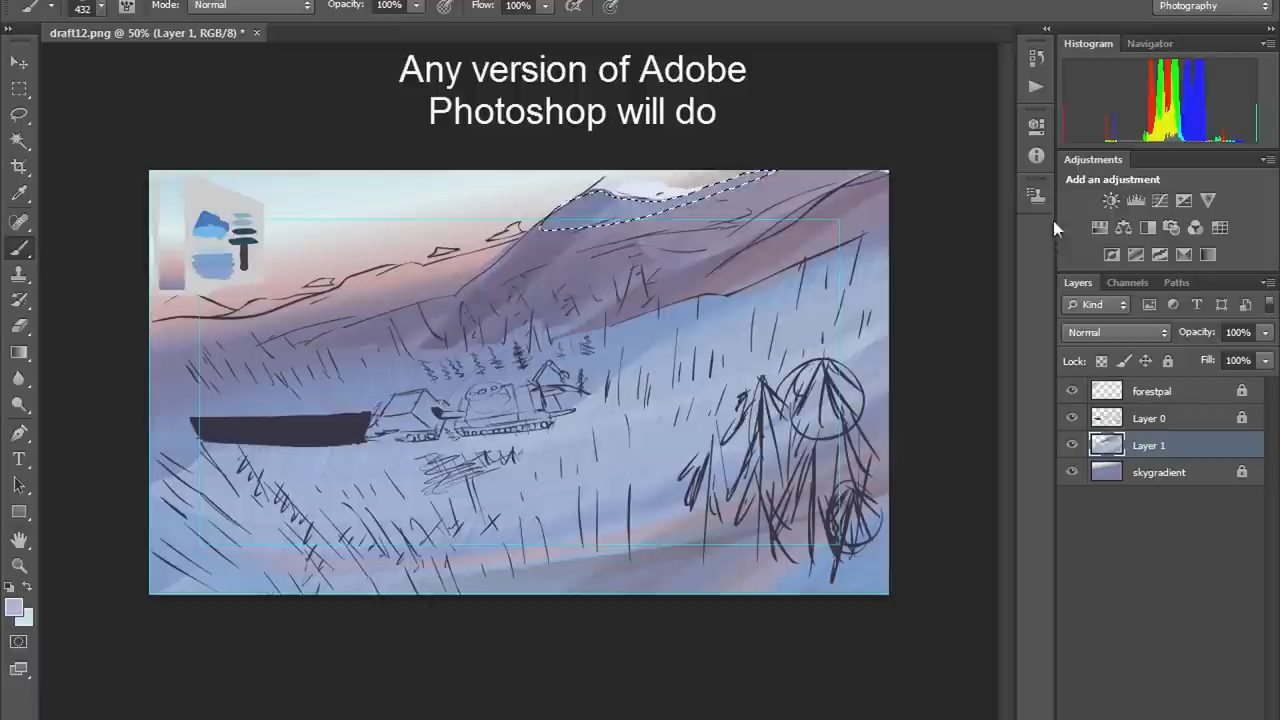 432 Mode: Normal Opacity: 100% Flow: 100% Photography
draft12.png @ 50% (Layer 1, RGB/8) * ×
Histogram Navigator
Any version of Adobe
Photoshop will do
Adjustments
Add an adjustment
Layers Channels Paths
Kind
Normal Opacity: 100%
Lock: Fill: 100%
forestpal
Layer 0
Layer 1
skygradient